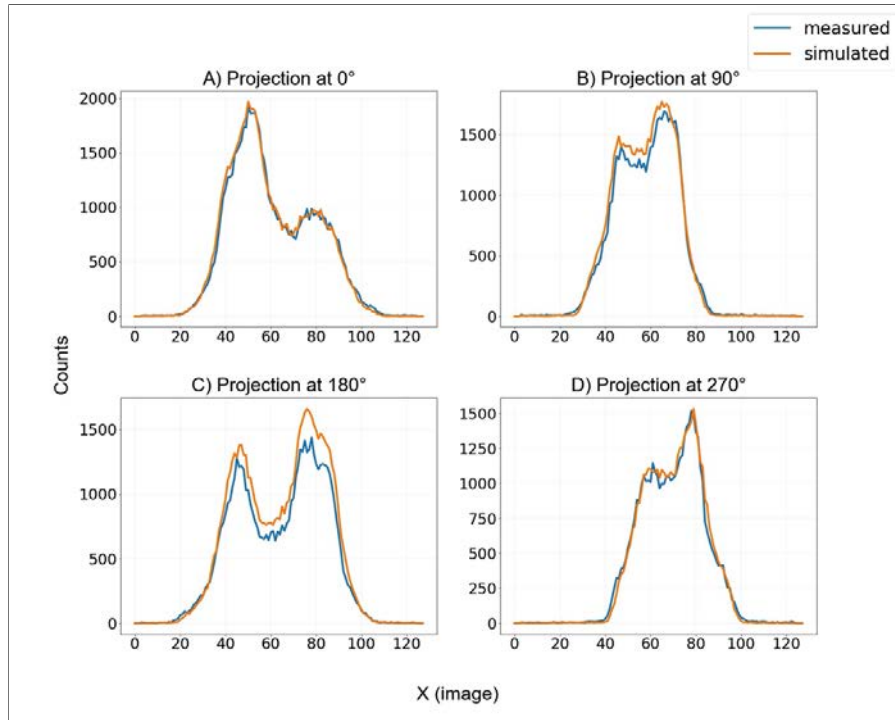 measured
simulated
A) Projection at 0°
B) Projection at 90°
2000
1500
1000
500
0
0 20 40 60 80 100 120
1500
1000
500
0
0 20 40 60 80 100 120
Counts
C) Projection at 180°
D) Projection at 270°
1500
1000
500
0
0 20 40 60 80 100 120
1500
1250
1000
750
500
250
0
0 20 40 60 80 100 120
X (image)